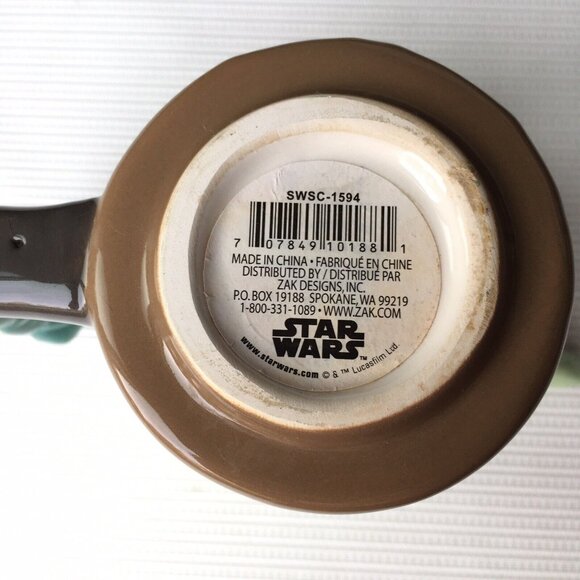 SWSC-1594
7 07849 10188 1
MADE IN CHINA • FABRIQUÉ EN CHINE
DISTRIBUTED BY / DISTRIBUÉ PAR
ZAK DESIGNS, INC.
P.O. BOX 19188 SPOKANE, WA 99219
1-800-331-1089 • WWW.ZAK.COM
STAR
WARS™
www.starwars.com © & ™ Lucasfilm Ltd.